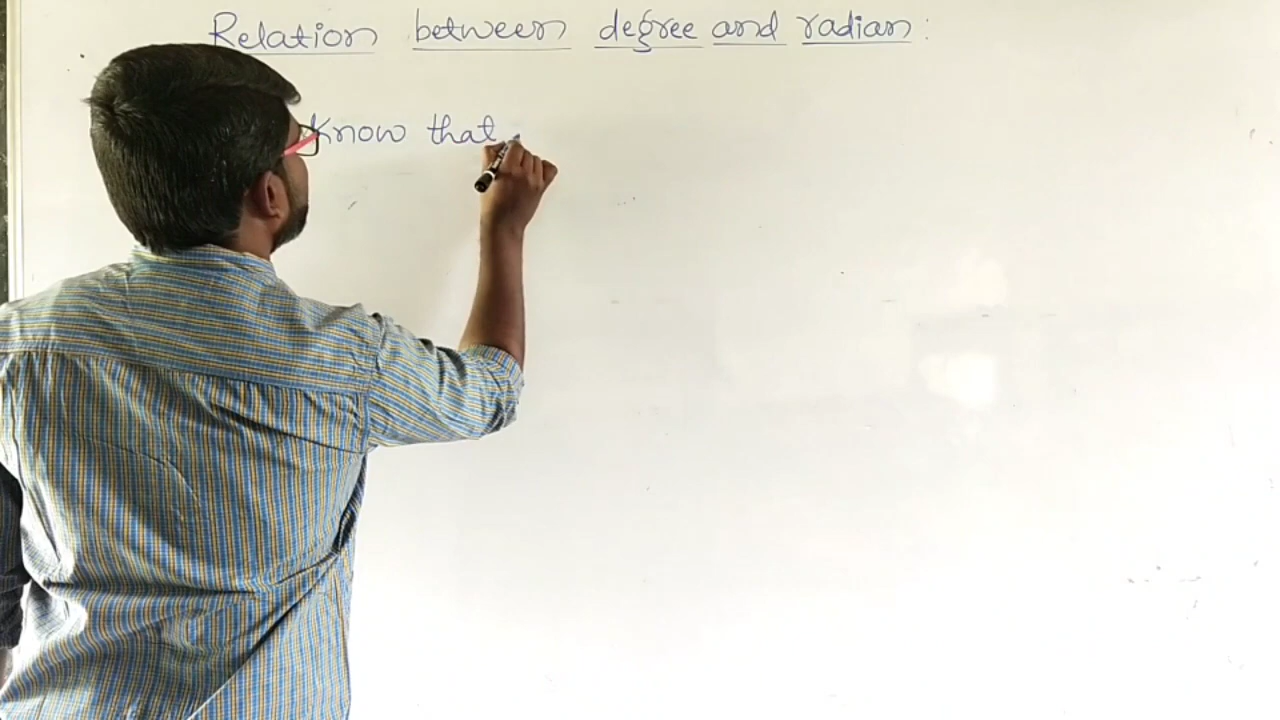 Relation between degree and radian:
Know that,